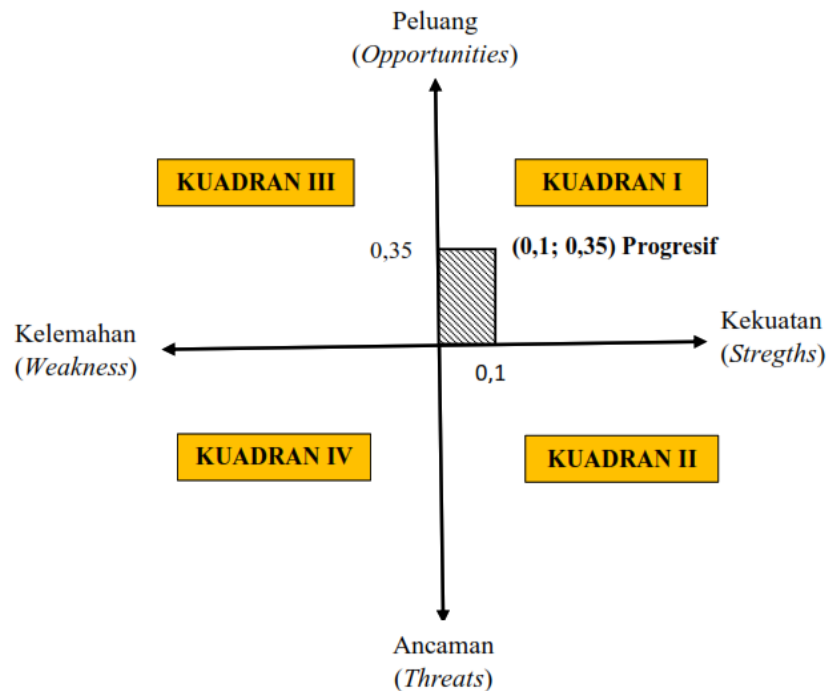 Peluang
(Opportunities)
KUADRAN III
KUADRAN I
0,35
(0,1; 0,35) Progresif
Kelemahan
(Weakness)
Kekuatan
(Stregths)
0,1
KUADRAN IV
KUADRAN II
Ancaman
(Threats)